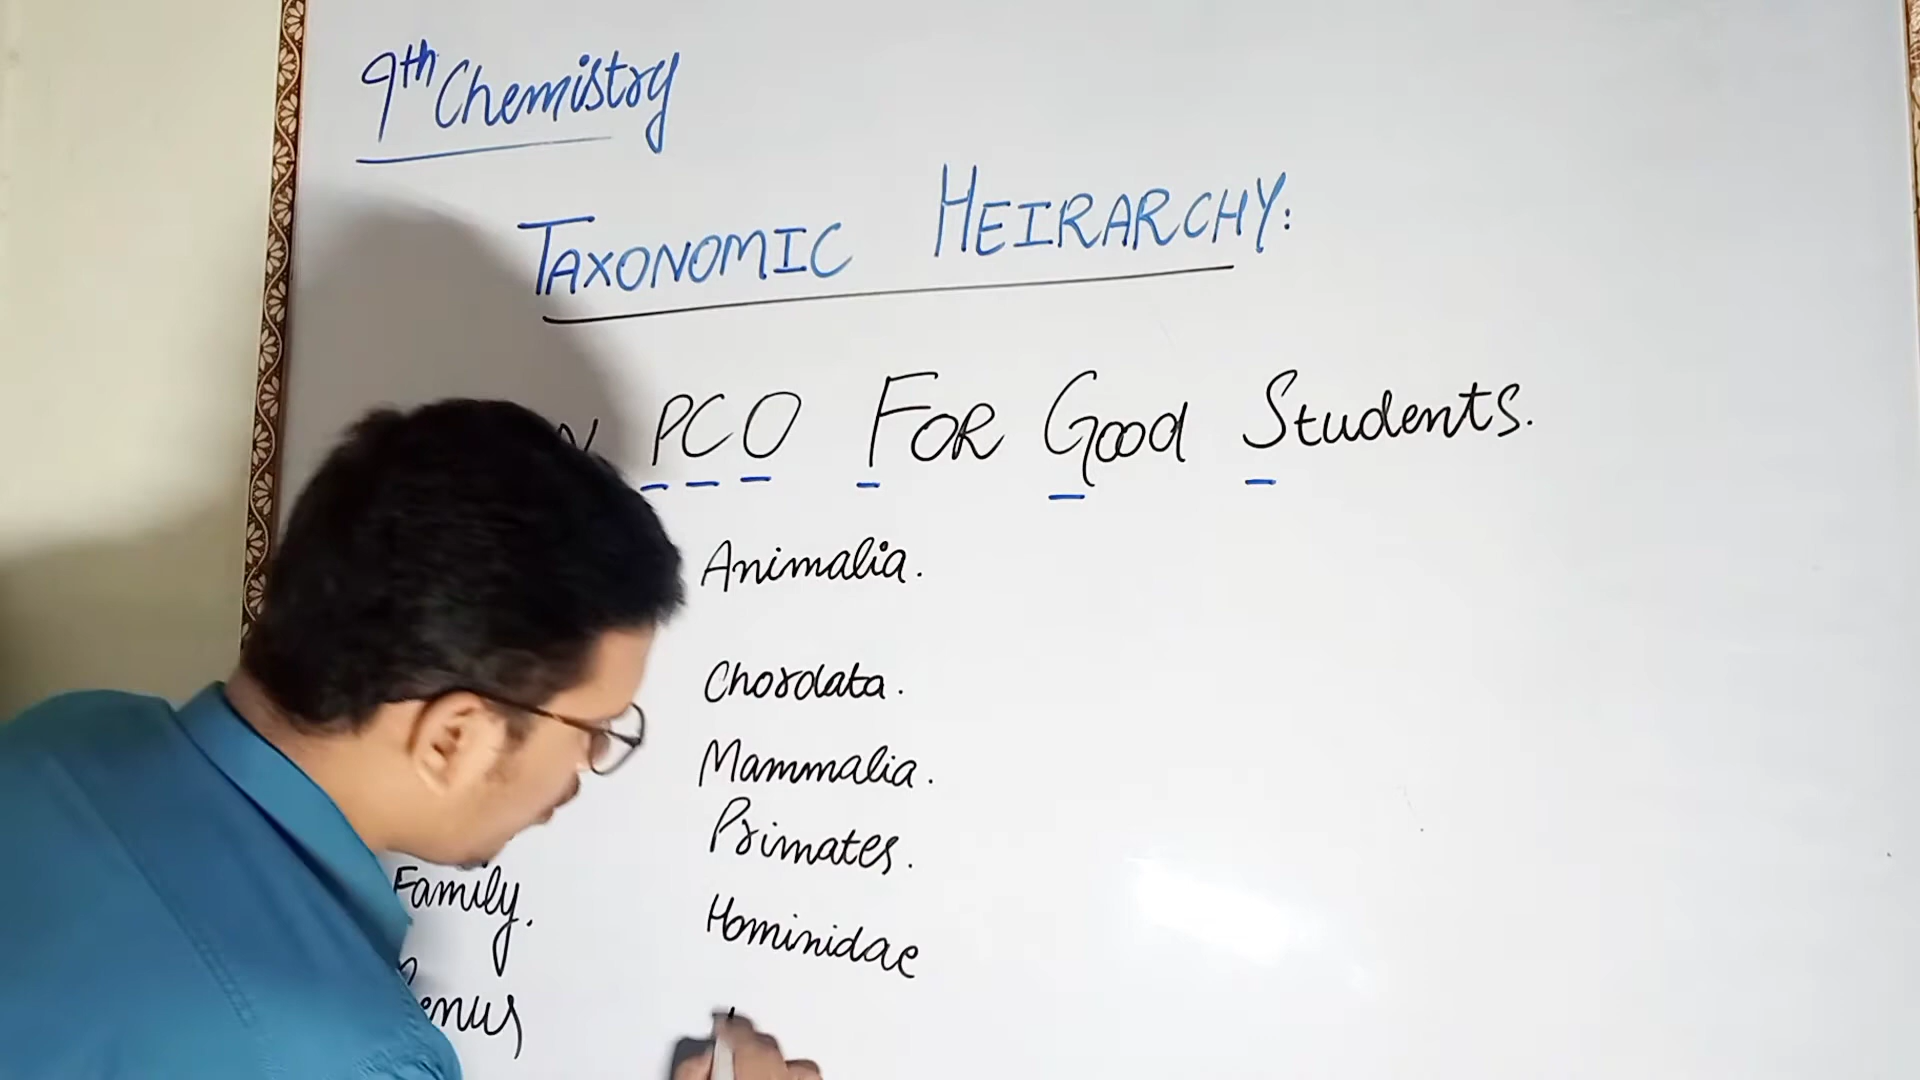 9th Chemistry
TAXONOMIC HEIRARCHY:
PCO FOR Good Students.
Animalia.
Chordata.
Mammalia.
Primates.
Family. Hominidae